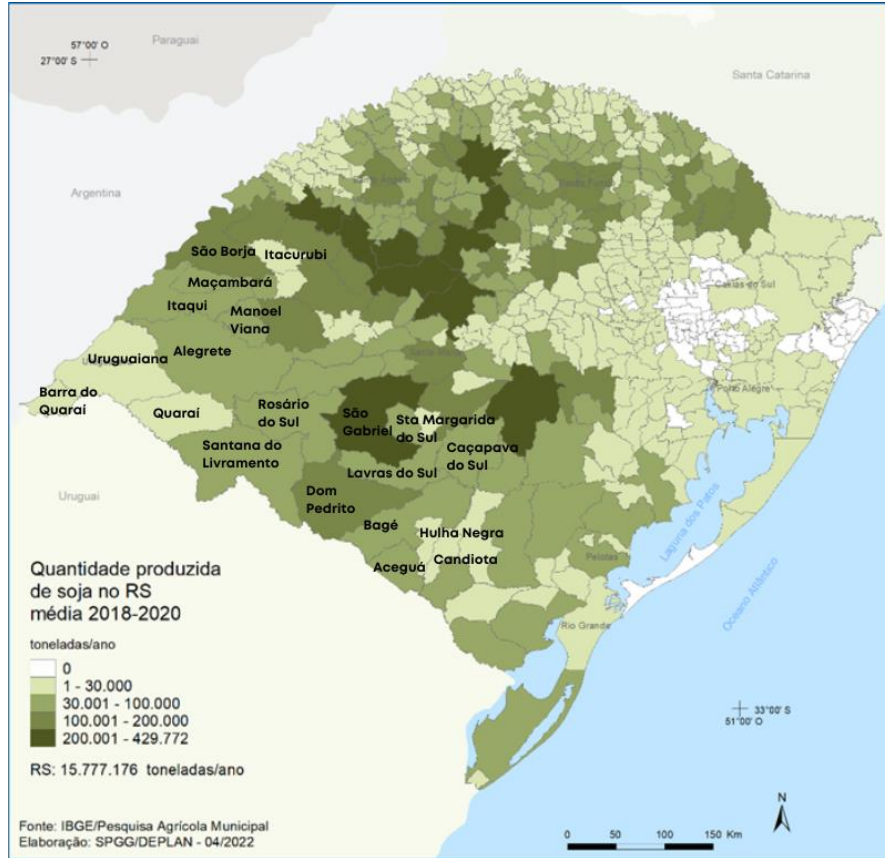 Paraguai
57°00' O
27°00' S
Santa Catarina
Argentina
São Borja
Itacurubi
Maçambará
Caxias do Sul
Itaqui
Manoel
Viana
Alegrete
Uruguaiana
Porto Alegre
Barra do
Quaraí
Quaraí
Rosário
do Sul
São
Gabriel
Sta Margarida
do Sul
Santana do
Livramento
Caçapava
do Sul
Lavras do Sul
Uruguai
Dom
Pedrito
Bagé
Hulha Negra
Aceguá
Candiota
Pelotas
Laguna dos Patos
Rio Grande
Oceano Atlântico
Quantidade produzida
de soja no RS
média 2018-2020
toneladas/ano
0
1 - 30.000
30.001 - 100.000
100.001 - 200.000
200.001 - 429.772
RS: 15.777.176 toneladas/ano
33°00' S
51°00' O
N
0 50 100 150 Km
Fonte: IBGE/Pesquisa Agrícola Municipal
Elaboração: SPGG/DEPLAN - 04/2022